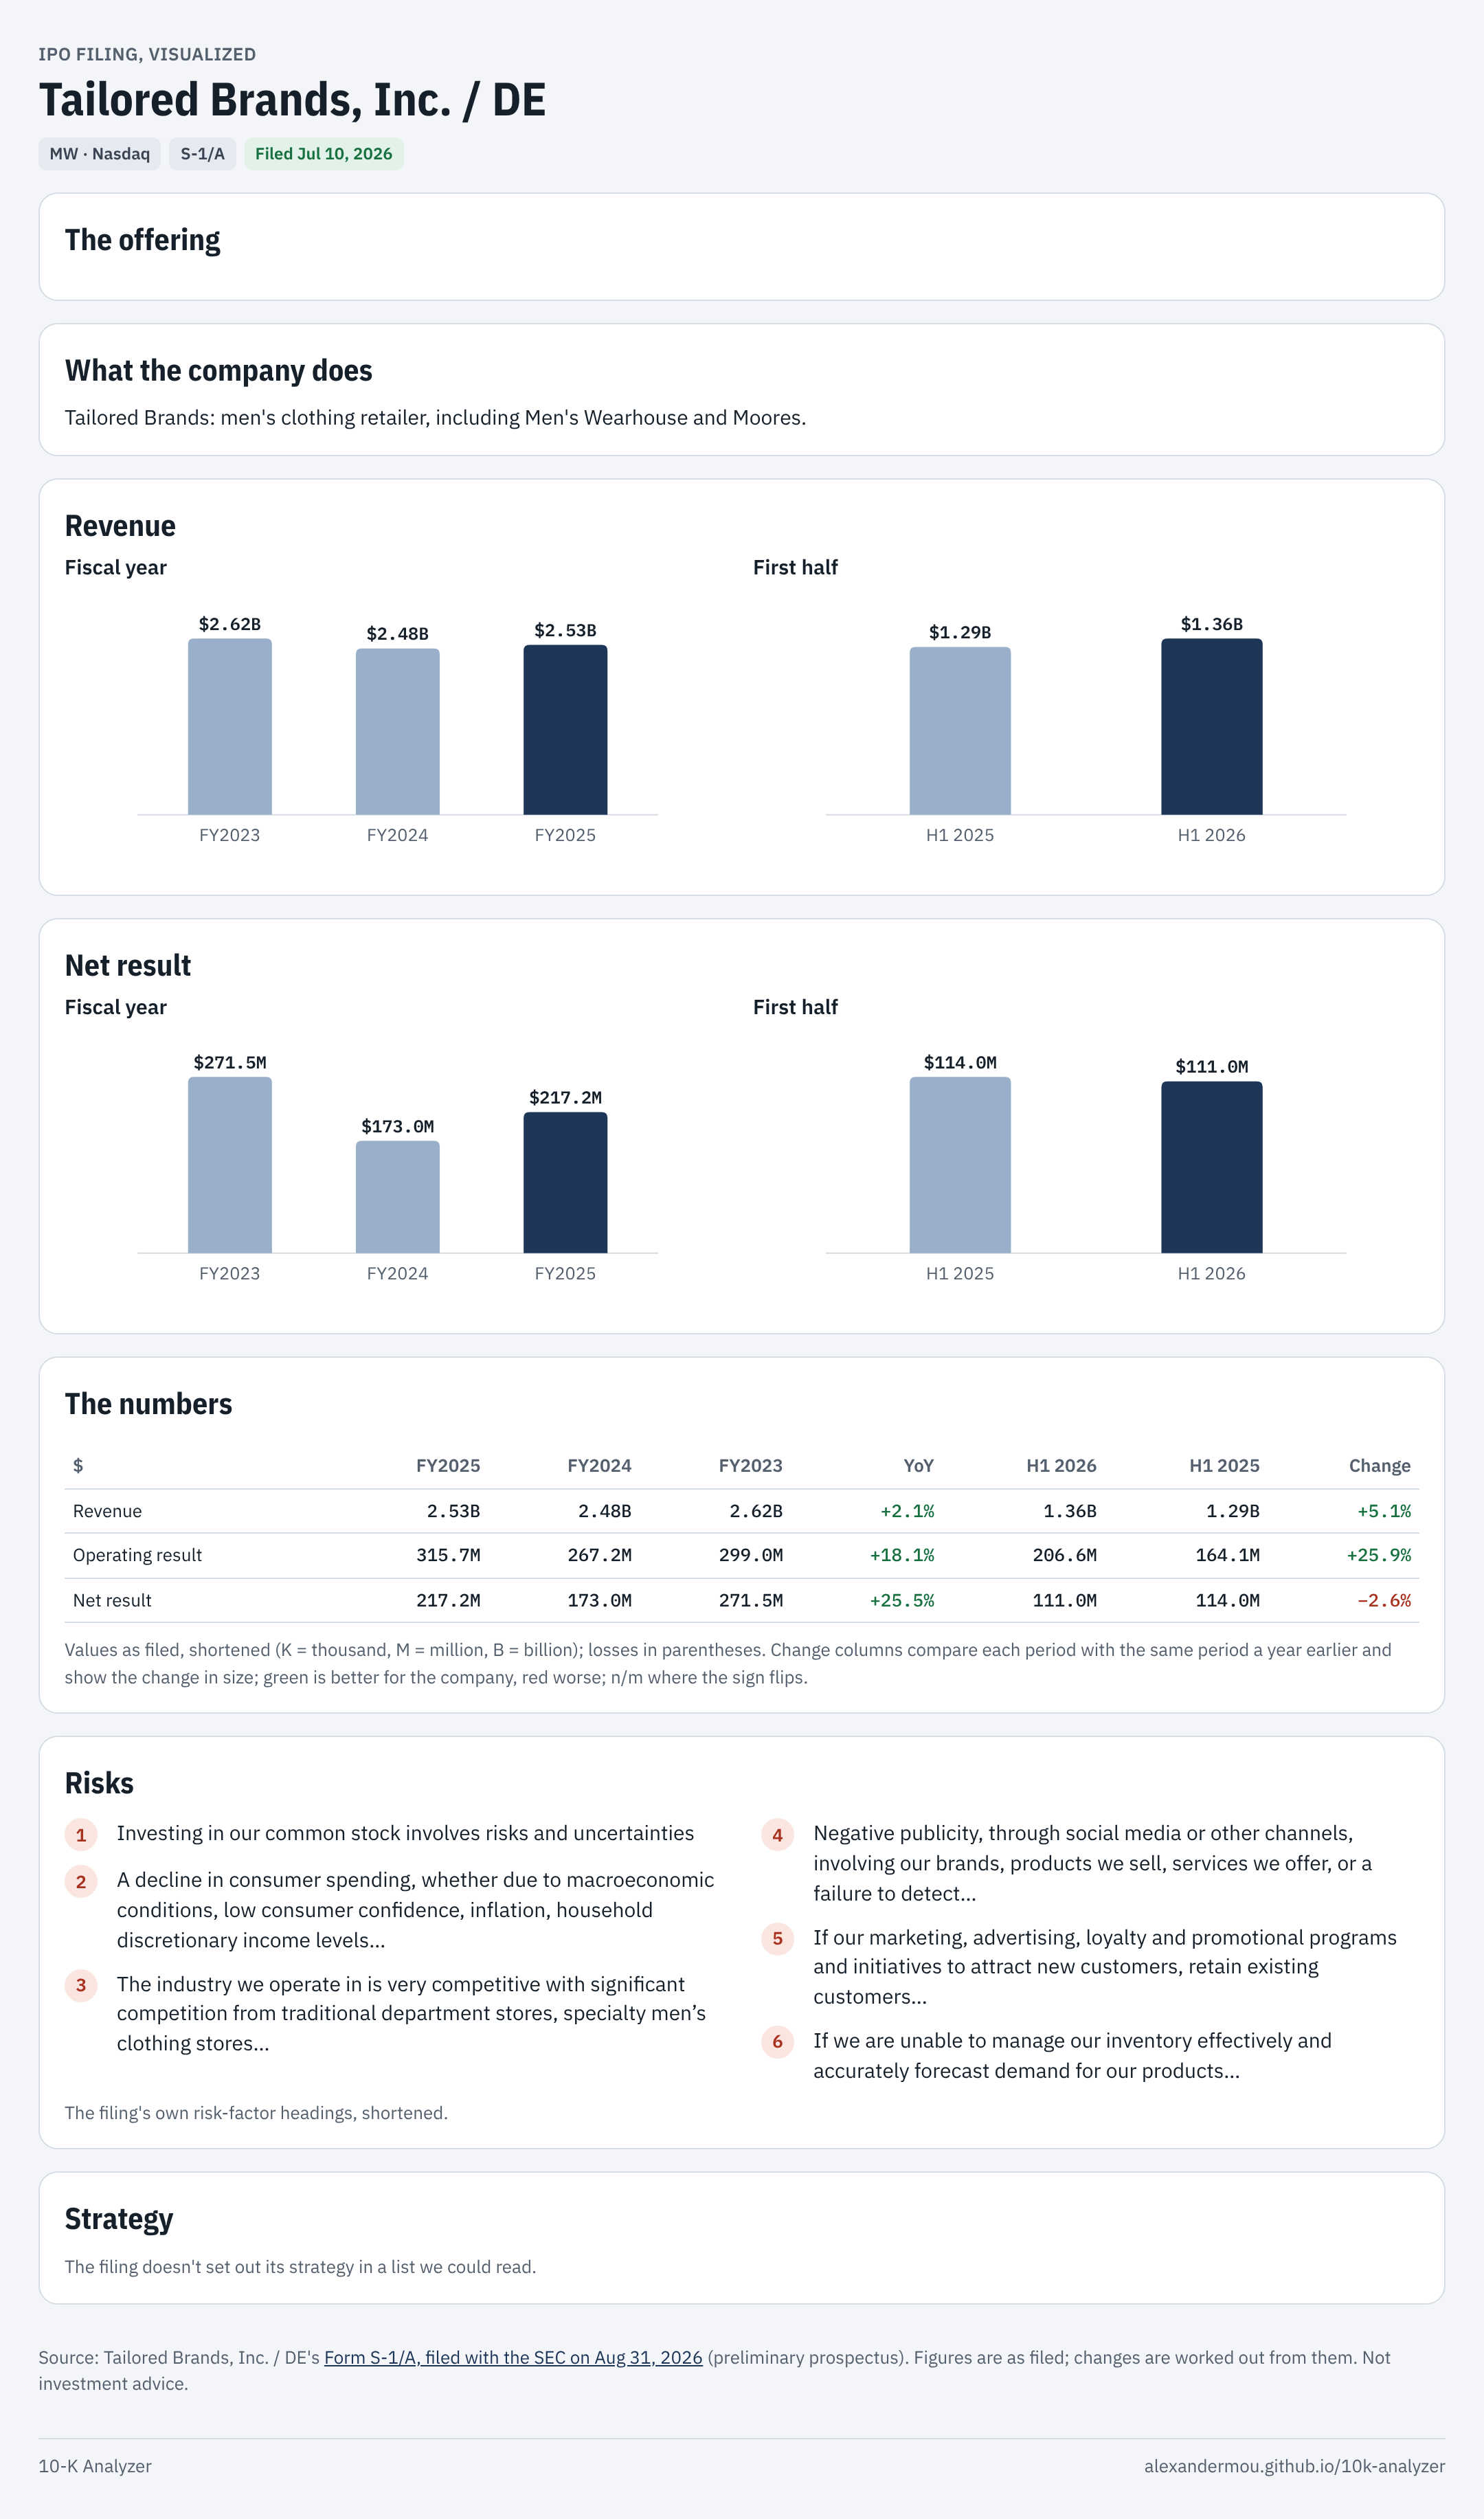 IPO FILING, VISUALIZED
Tailored Brands, Inc. / DE
MW · Nasdaq S-1/A Filed Jul 10, 2026
The offering
What the company does
Tailored Brands: men's clothing retailer, including Men's Wearhouse and Moores.
Revenue
Fiscal year
$2.62B $2.48B $2.53B
FY2023 FY2024 FY2025
First half
$1.29B $1.36B
H1 2025 H1 2026
Net result
Fiscal year
$271.5M $173.0M $217.2M
FY2023 FY2024 FY2025
First half
$114.0M $111.0M
H1 2025 H1 2026
The numbers
$ FY2025 FY2024 FY2023 YoY H1 2026 H1 2025 Change
Revenue 2.53B 2.48B 2.62B +2.1% 1.36B 1.29B +5.1%
Operating result 315.7M 267.2M 299.0M +18.1% 206.6M 164.1M +25.9%
Net result 217.2M 173.0M 271.5M +25.5% 111.0M 114.0M −2.6%
Values as filed, shortened (K = thousand, M = million, B = billion); losses in parentheses. Change columns compare each period with the same period a year earlier and
show the change in size; green is better for the company, red worse; n/m where the sign flips.
Risks
1 Investing in our common stock involves risks and uncertainties
2 A decline in consumer spending, whether due to macroeconomic
conditions, low consumer confidence, inflation, household
discretionary income levels…
3 The industry we operate in is very competitive with significant
competition from traditional department stores, specialty men’s
clothing stores…
4 Negative publicity, through social media or other channels,
involving our brands, products we sell, services we offer, or a
failure to detect…
5 If our marketing, advertising, loyalty and promotional programs
and initiatives to attract new customers, retain existing
customers…
6 If we are unable to manage our inventory effectively and
accurately forecast demand for our products…
The filing's own risk-factor headings, shortened.
Strategy
The filing doesn't set out its strategy in a list we could read.
Source: Tailored Brands, Inc. / DE's Form S-1/A, filed with the SEC on Aug 31, 2026 (preliminary prospectus). Figures are as filed; changes are worked out from them. Not
investment advice.
10-K Analyzer
alexandermou.github.io/10k-analyzer